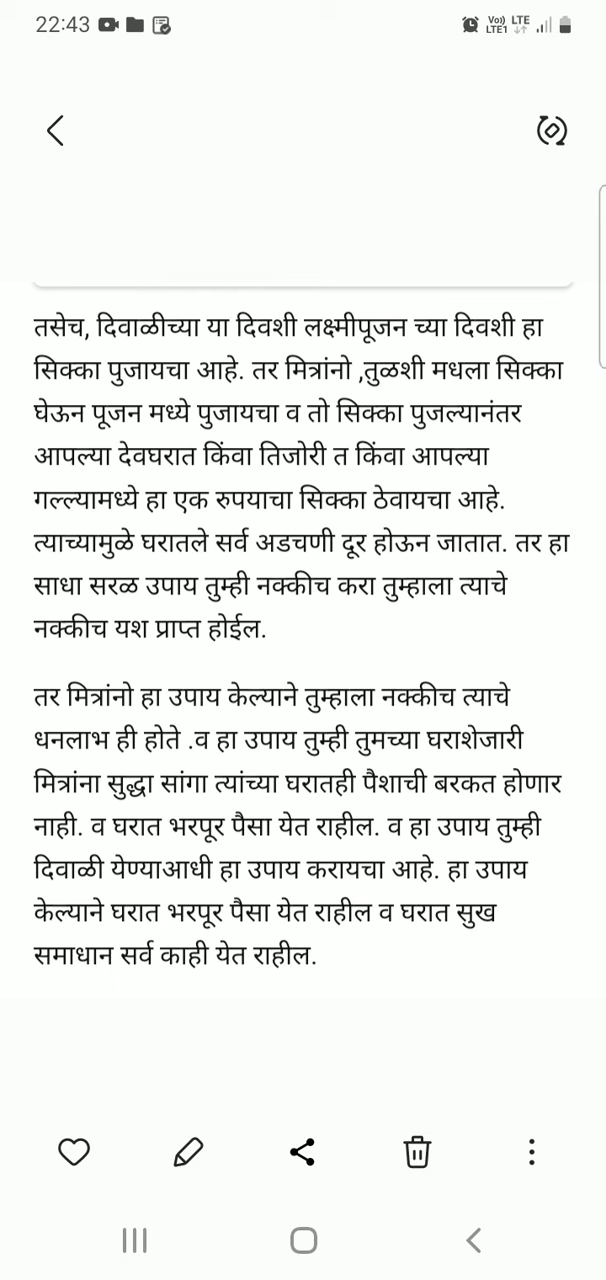 22:43
Vo)) LTE
LTE1
तसेच, दिवाळीच्या या दिवशी लक्ष्मीपूजन च्या दिवशी हा
सिक्का पुजायचा आहे. तर मित्रांनो ,तुळशी मधला सिक्का
घेऊन पूजन मध्ये पुजायचा व तो सिक्का पुजल्यानंतर
आपल्या देवघरात किंवा तिजोरी त किंवा आपल्या
गल्ल्यामध्ये हा एक रुपयाचा सिक्का ठेवायचा आहे.
त्याच्यामुळे घरातले सर्व अडचणी दूर होऊन जातात. तर हा
साधा सरळ उपाय तुम्ही नक्कीच करा तुम्हाला त्याचे
नक्कीच यश प्राप्त होईल.
तर मित्रांनो हा उपाय केल्याने तुम्हाला नक्कीच त्याचे
धनलाभ ही होते .व हा उपाय तुम्ही तुमच्या घराशेजारी
मित्रांना सुद्धा सांगा त्यांच्या घरातही पैशाची बरकत होणार
नाही. व घरात भरपूर पैसा येत राहील. व हा उपाय तुम्ही
दिवाळी येण्याआधी हा उपाय करायचा आहे. हा उपाय
केल्याने घरात भरपूर पैसा येत राहील व घरात सुख
समाधान सर्व काही येत राहील.